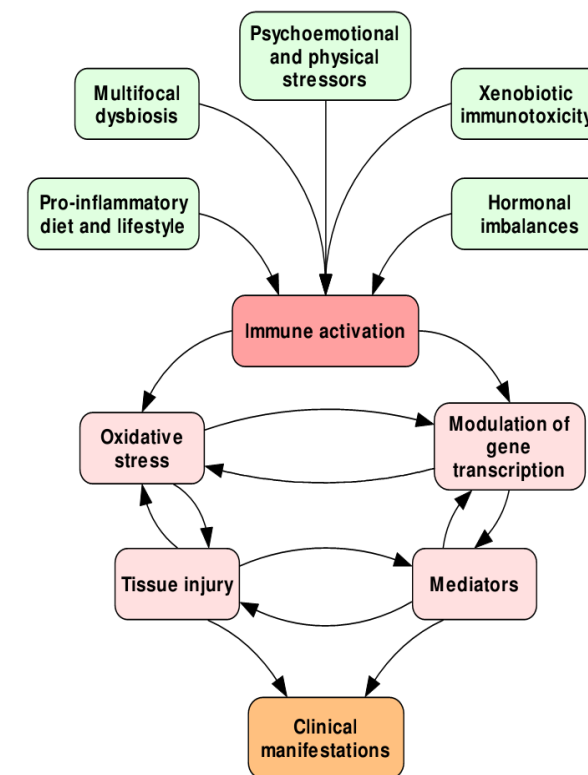 Psychoemotional
and physical
stressors
Multifocal
dysbiosis
Xenobiotic
immunotoxicity
Pro-inflammatory
diet and lifestyle
Hormonal
imbalances
Immune activation
Oxidative
stress
Modulation of
gene
transcription
Tissue injury
Mediators
Clinical
manifestations